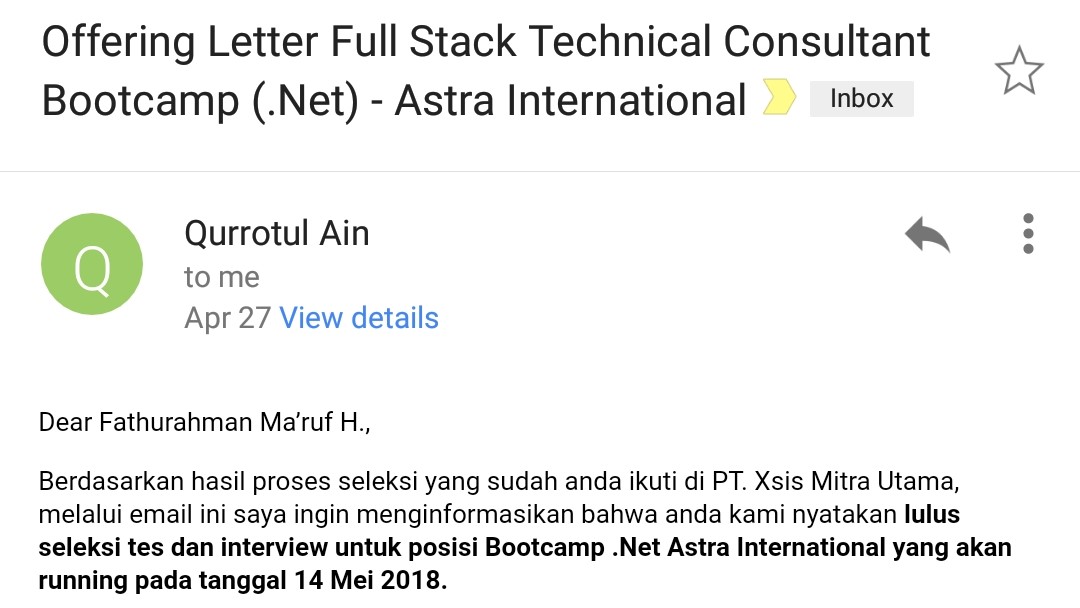 Offering Letter Full Stack Technical Consultant
Bootcamp (.Net) - Astra International Inbox
Q
Qurrotul Ain
to me
Apr 27 View details
Dear Fathurahman Ma’ruf H.,
Berdasarkan hasil proses seleksi yang sudah anda ikuti di PT. Xsis Mitra Utama,
melalui email ini saya ingin menginformasikan bahwa anda kami nyatakan lulus
seleksi tes dan interview untuk posisi Bootcamp .Net Astra International yang akan
running pada tanggal 14 Mei 2018.